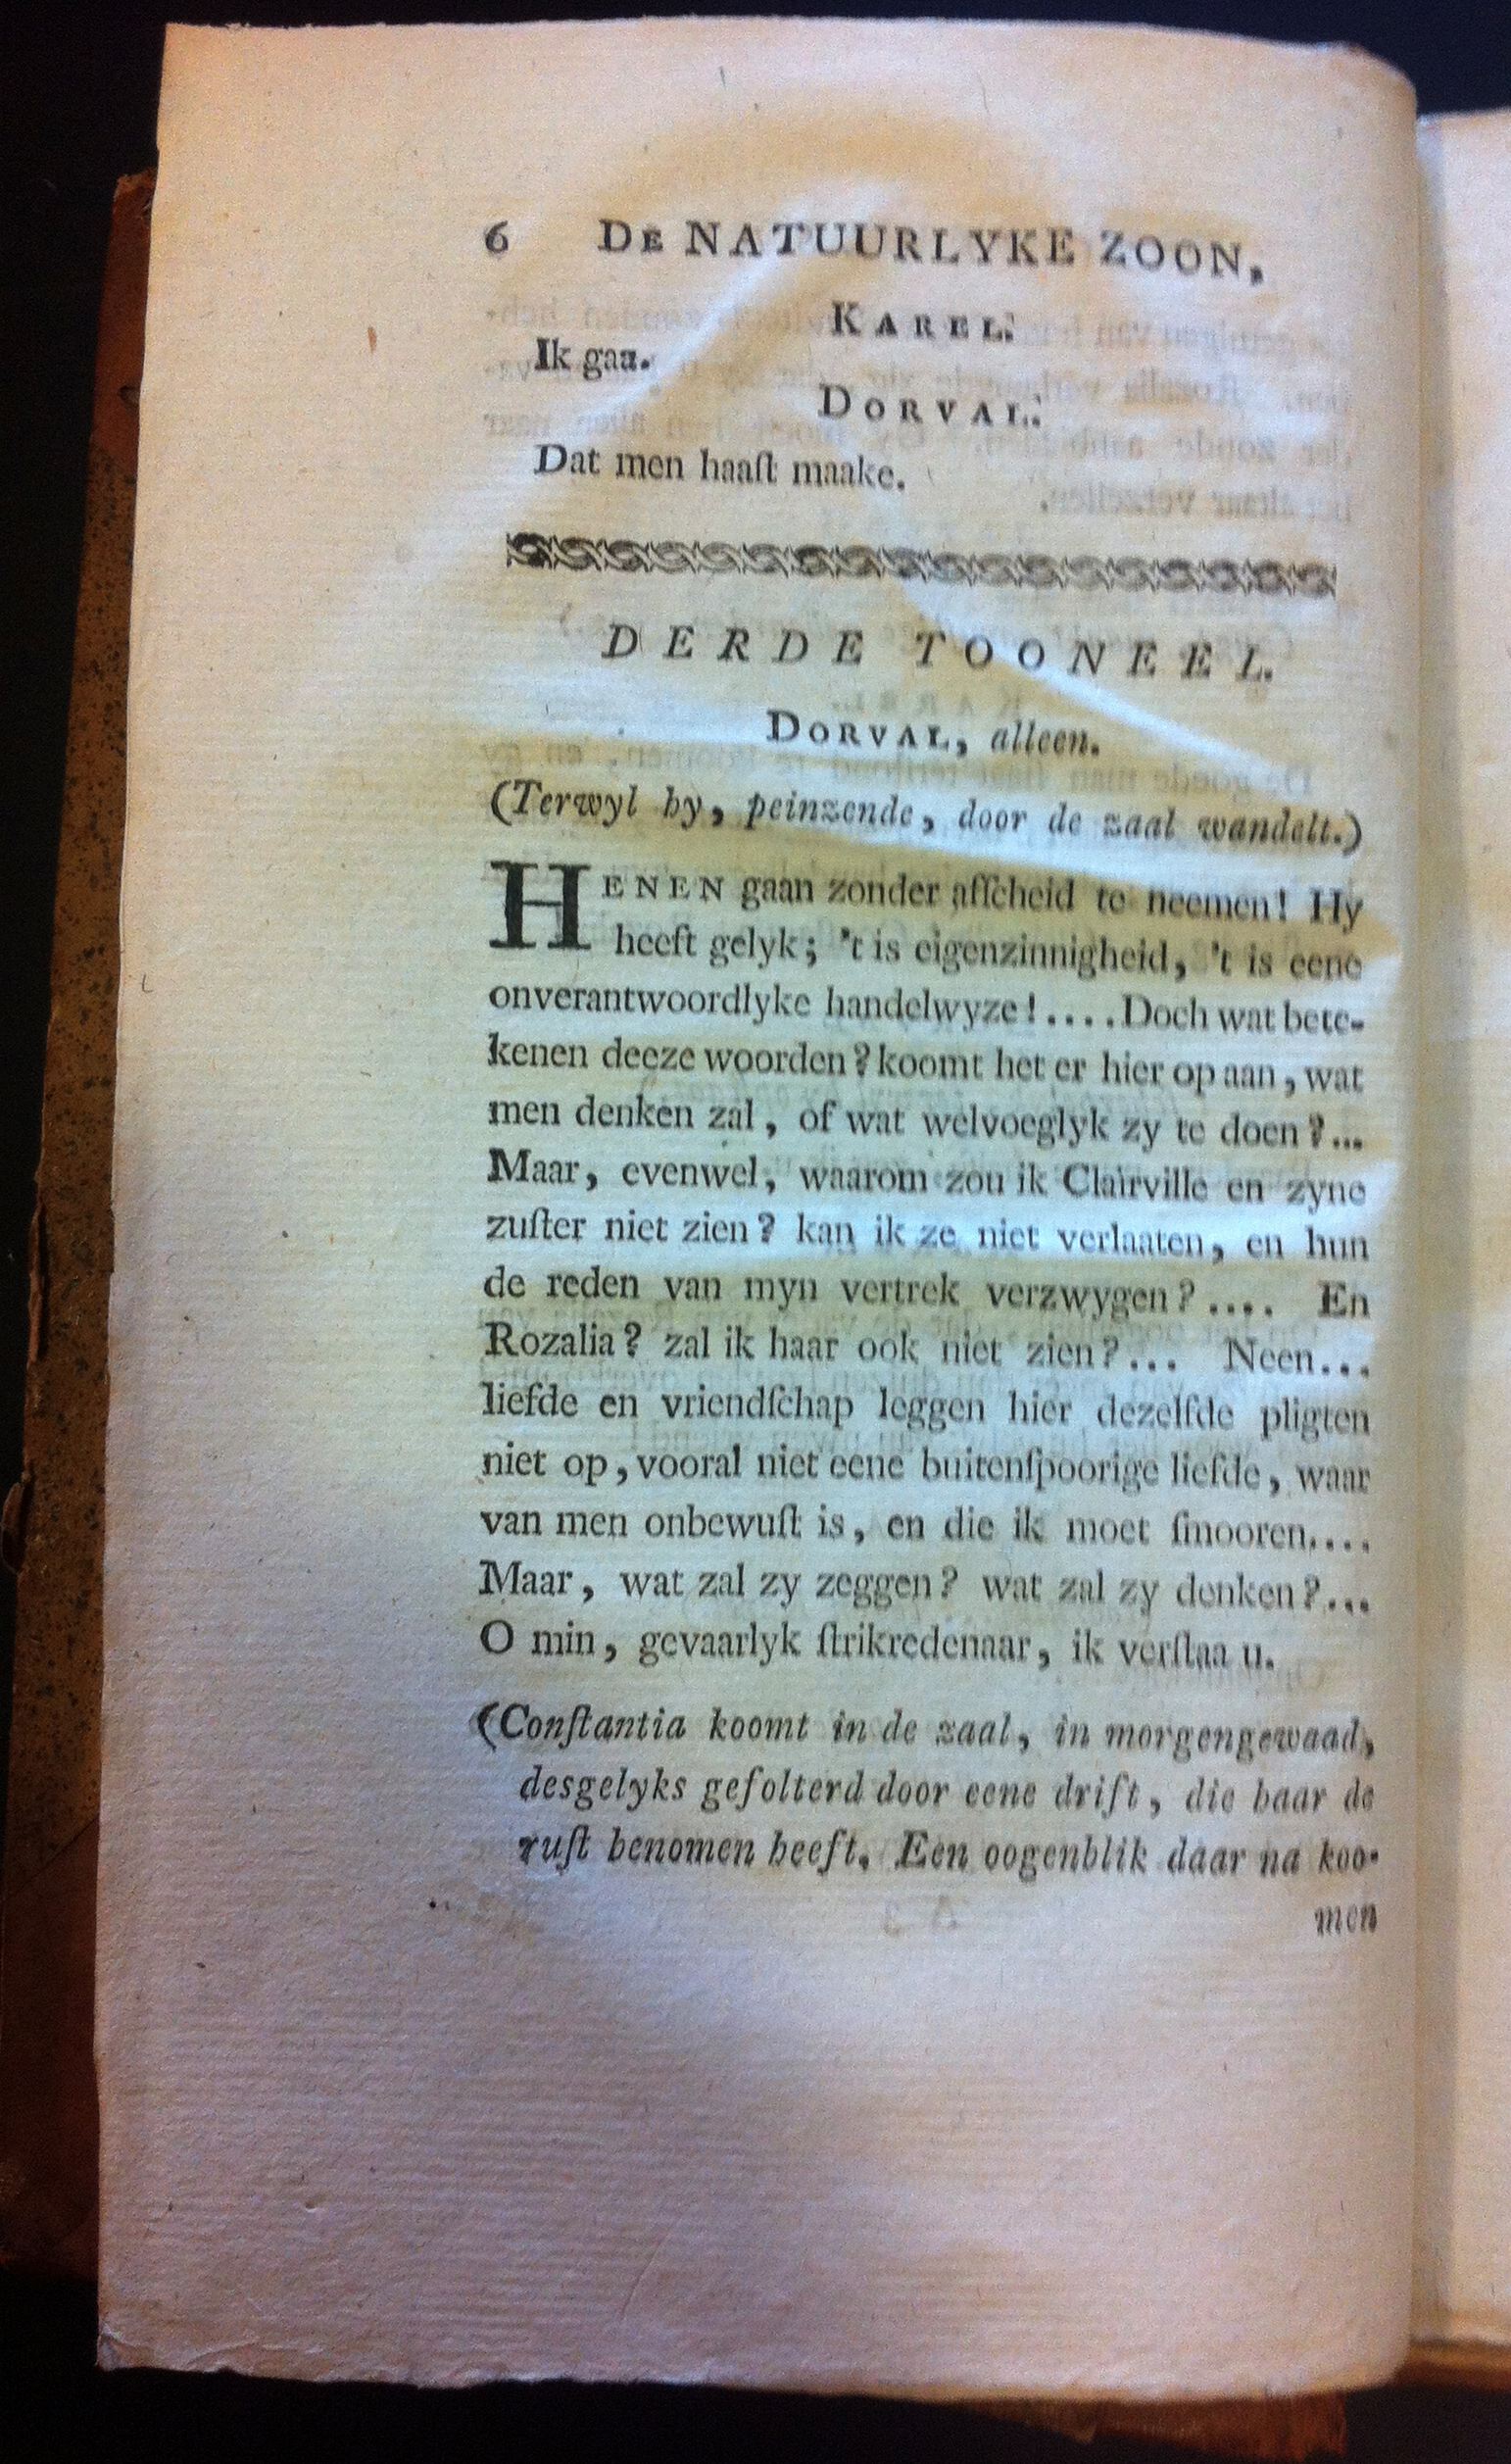 6 DE NATUURLYKE ZOON,
KAREL.
Ik gaa.
DORVAL.
Dat men haaſt maake.
DERDE TOONEEL.
DORVAL, alleen.
(Terwyl hy, peinzende, door de zaal wandelt.)
HENEN gaan zonder afſcheid te neemen! Hy
heeft gelyk; 't is eigenzinnigheid, 't is eene
onverantwoordlyke handelwyze!....Doch wat bete-
kenen deeze woorden? koomt het er hier op aan, wat
men denken zal, of wat welvoeglyk zy te doen?...
Maar, evenwel, waarom zou ik Clairville en zyne
zuſter niet zien? kan ik ze niet verlaaten, en hun
de reden van myn vertrek verzwygen?.... En
Rozalia? zal ik haar ook niet zien?... Neen...
liefde en vriendſchap leggen hier dezelfde pligten
niet op, vooral niet eene buitenſpoorige liefde, waar
van men onbewuſt is, en die ik moet ſmooren....
Maar, wat zal zy zeggen? wat zal zy denken?...
O min, gevaarlyk ſtrikredenaar, ik verſtaa u.
(Conſtantia koomt in de zaal, in morgengewaad,
desgelyks gefolterd door eene drift, die haar de
ruſt benomen heeft. Een oogenblik daar na koo-
men